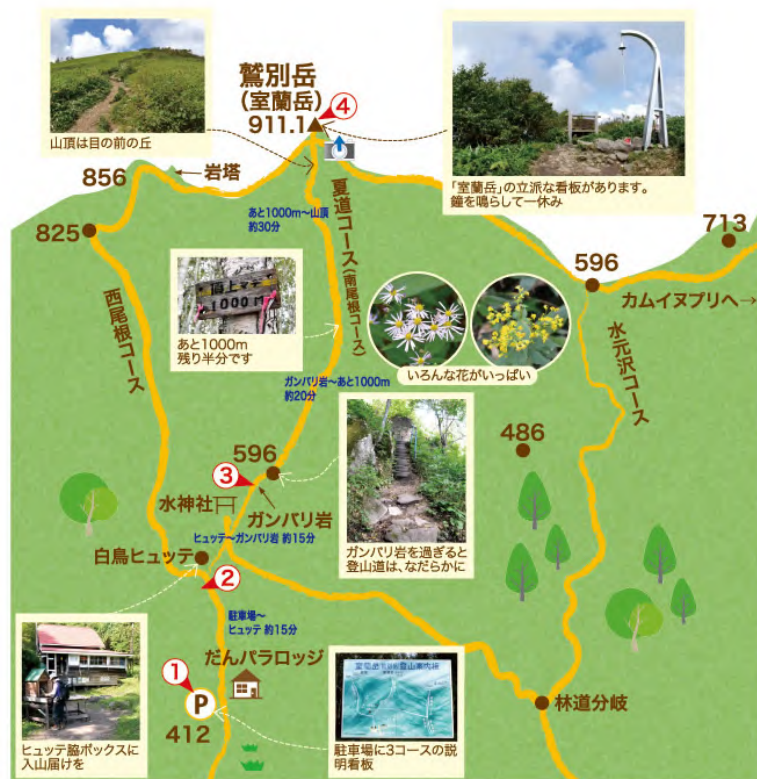 山頂は目の前の丘
鷲別岳
(室蘭岳)
911.1
④
「室蘭岳」の立派な看板があります。
鐘を鳴らして一休み
856
岩塔
825
713
596
カムイヌプリへ→
あと1000m〜山頂
約30分
夏道コース(南尾根コース)
西尾根コース
水元沢コース
頂上マデ
1000M
あと1000m
残り半分です
いろんな花がいっぱい
ガンバリ岩〜あと1000m
約20分
486
596
③
水神社
ガンバリ岩
ヒュッテ〜ガンバリ岩 約15分
ガンバリ岩を過ぎると
登山道は、なだらかに
白鳥ヒュッテ
②
駐車場〜
ヒュッテ 約15分
だんパラロッジ
①
P
412
林道分岐
ヒュッテ脇ボックスに
入山届けを
駐車場に3コースの説
明看板